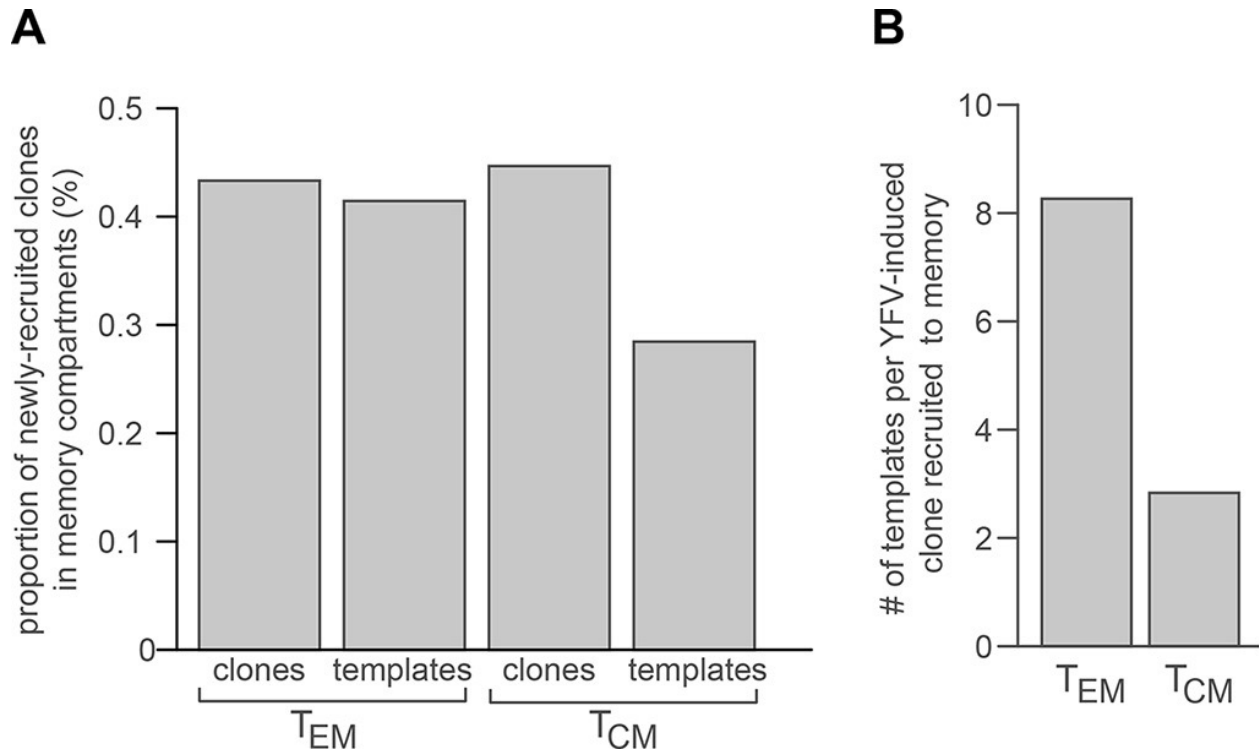 A
proportion of newly-recruited clones
in memory compartments (%)
0.5
0.4
0.3
0.2
0.1
0
clones templates clones templates
TEM TCM
B
# of templates per YFV-induced
clone recruited to memory
10
8
6
4
2
0
TEM TCM